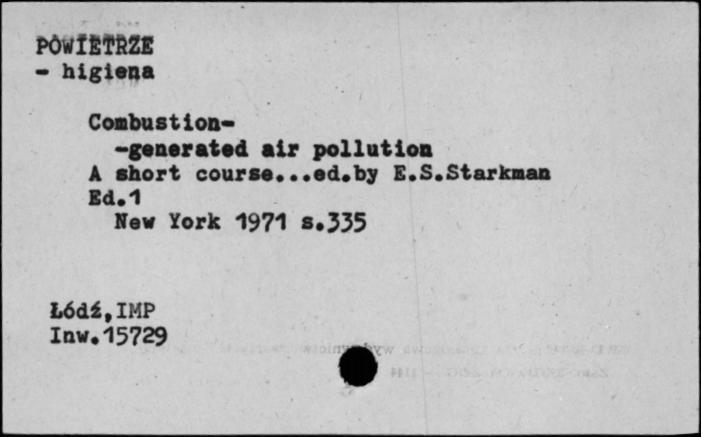 POWIETRZE
- higiena
Combustion-
-generated air pollution
A short course...ed.by E.S.Starkman
Ed.1
New York 1971 s.335
Łódź,IMP
Inw.15729